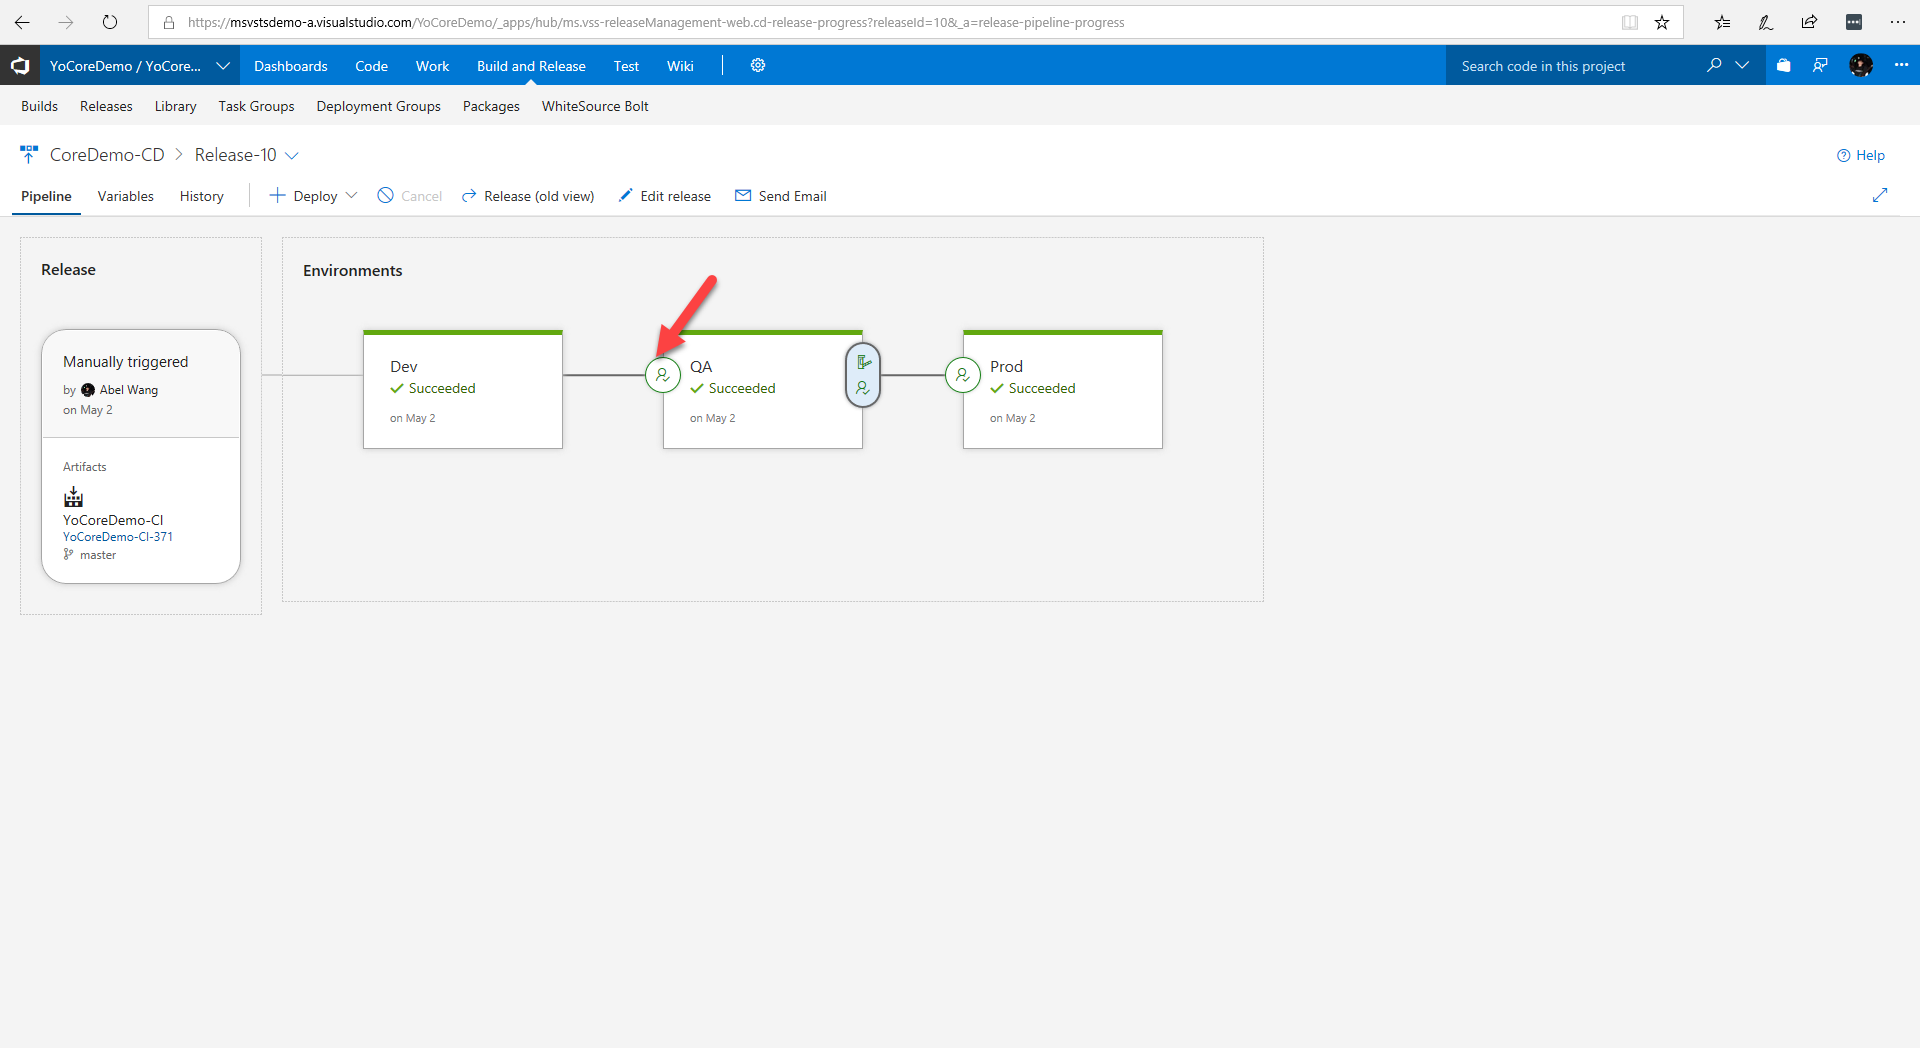 https://msvstsdemo-a.visualstudio.com/YoCoreDemo/_apps/hub/ms.vss-releaseManagement-web.cd-release-progress?releaseId=10&_a=release-pipeline-progress
YoCoreDemo / YoCore... Dashboards Code Work Build and Release Test Wiki Search code in this project
Builds Releases Library Task Groups Deployment Groups Packages WhiteSource Bolt
CoreDemo-CD > Release-10 Help
Pipeline Variables History Deploy Cancel Release (old view) Edit release Send Email
Release
Environments
Manually triggered
by Abel Wang
on May 2
Artifacts
YoCoreDemo-CI
YoCoreDemo-CI-371
master
Dev
Succeeded
on May 2
QA
Succeeded
on May 2
Prod
Succeeded
on May 2